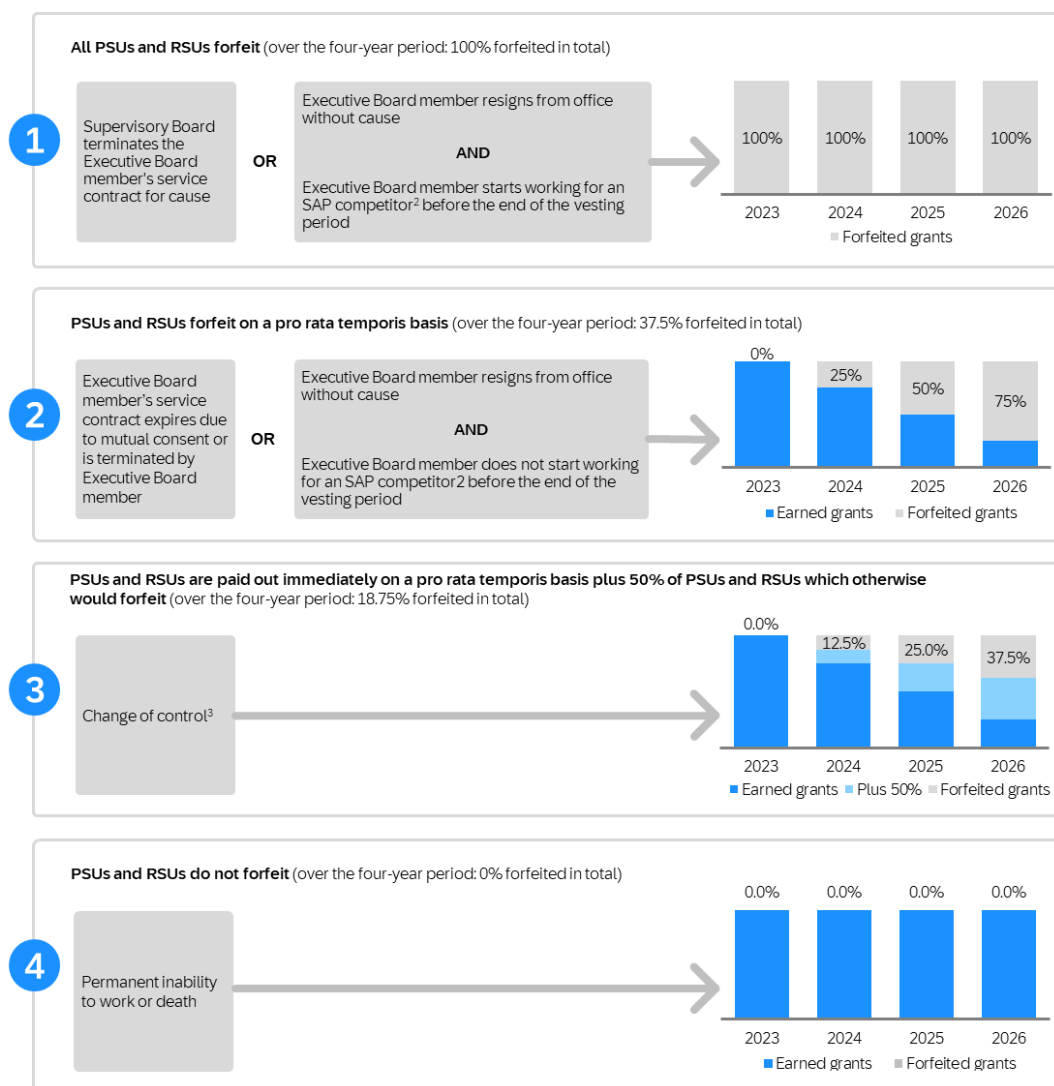 All PSUs and RSUs forfeit (over the four-year period: 100% forfeited in total)
1
Supervisory Board
terminates the
Executive Board
member's service
contract for cause
OR
Executive Board member resigns from office
without cause
AND
Executive Board member starts working for an
SAP competitor² before the end of the vesting
period
100% 100% 100% 100%
2023 2024 2025 2026
Forfeited grants
PSUs and RSUs forfeit on a pro rata temporis basis (over the four-year period: 37.5% forfeited in total)
2
Executive Board
member’s service
contract expires due
to mutual consent or
is terminated by
Executive Board
member
OR
Executive Board member resigns from office
without cause
AND
Executive Board member does not start working
for an SAP competitor2 before the end of the
vesting period
0%
25%
50%
75%
2023 2024 2025 2026
Earned grants Forfeited grants
PSUs and RSUs are paid out immediately on a pro rata temporis basis plus 50% of PSUs and RSUs which otherwise
would forfeit (over the four-year period: 18.75% forfeited in total)
3
Change of control³
0.0%
12.5%
25.0%
37.5%
2023 2024 2025 2026
Earned grants Plus 50% Forfeited grants
PSUs and RSUs do not forfeit (over the four-year period: 0% forfeited in total)
4
Permanent inability
to work or death
0.0% 0.0% 0.0% 0.0%
2023 2024 2025 2026
Earned grants Forfeited grants